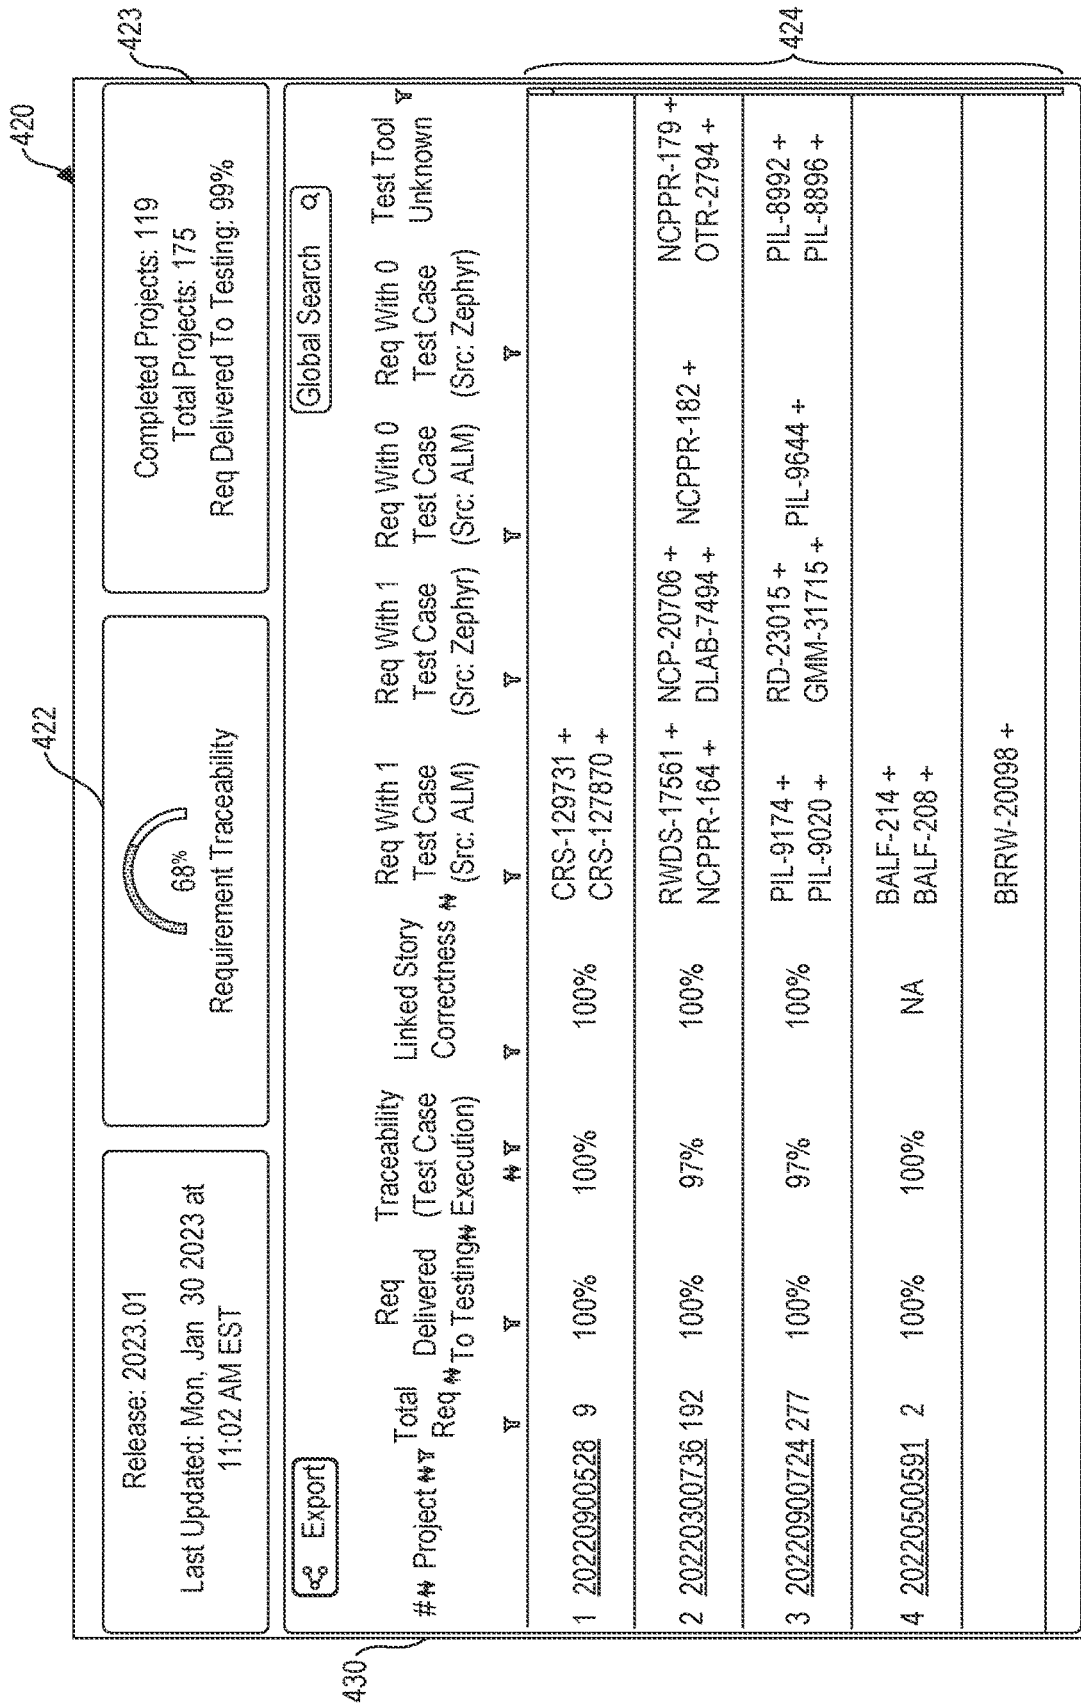 420
422
423
Release: 2023.01
Last Updated: Mon, Jan 30 2023 at
11:02 AM EST
68%
Requirement Traceability
Completed Projects: 119
Total Projects: 175
Req Delivered To Testing: 99%
430
Export
Global Search
# Project
Total
Req
Req
Delivered
To Testing
Traceability
(Test Case
Execution)
Linked Story
Correctness
Req With 1
Test Case
(Src: ALM)
Req With 1
Test Case
(Src: Zephyr)
Req With 0
Test Case
(Src: ALM)
Req With 0
Test Case
(Src: Zephyr)
Test Tool
Unknown
424
1 20220900528 9 100% 100% 100% CRS-129731 +
CRS-127870 +
2 20220300736 192 100% 97% 100% RWDS-17561 + NCP-20706 + NCPPR-182 + NCPPR-179 +
NCPPR-164 + DLAB-7494 + OTR-2794 +
3 20220900724 277 100% 97% 100% PIL-9174 + RD-23015 + PIL-9644 + PIL-8992 +
PIL-9020 + GMM-31715 + PIL-8896 +
4 20220500591 2 100% 100% NA BALF-214 +
BALF-208 +
BRRW-20098 +